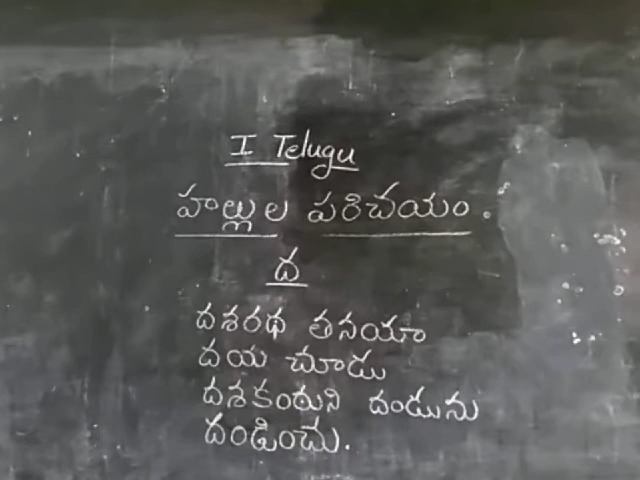 I Telugu
హల్లుల పరిచయం.
ద
దశరథ తనయా
దయ చూడు
దశకంఠుని దండును
దండించు.